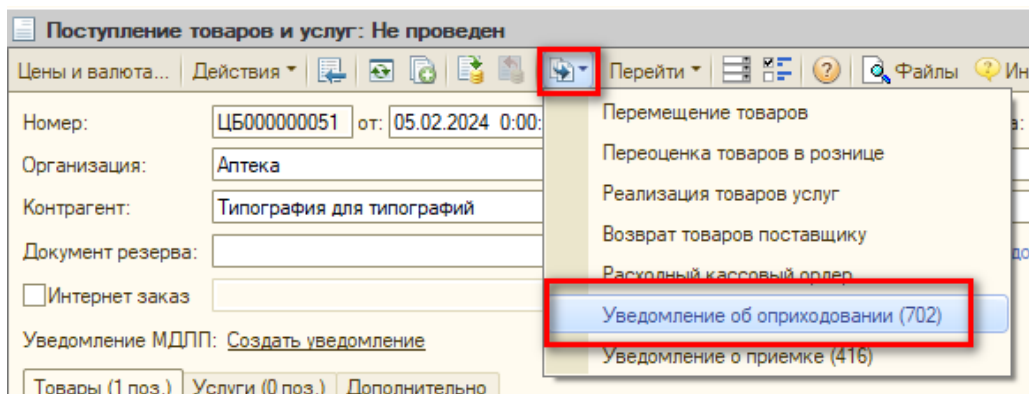 Поступление товаров и услуг: Не проведен
Цены и валюта... Действия Перейти Файлы
Номер: ЦБ000000051 от: 05.02.2024 0:00:
Организация: Аптека
Контрагент: Типография для типографий
Документ резерва:
Интернет заказ
Уведомление МДЛП: Создать уведомление
Товары (1 поз.) Услуги (0 поз.) Дополнительно
Перемещение товаров
Переоценка товаров в рознице
Реализация товаров услуг
Возврат товаров поставщику
Расходный кассовый ордер
Уведомление об оприходовании (702)
Уведомление о приемке (416)